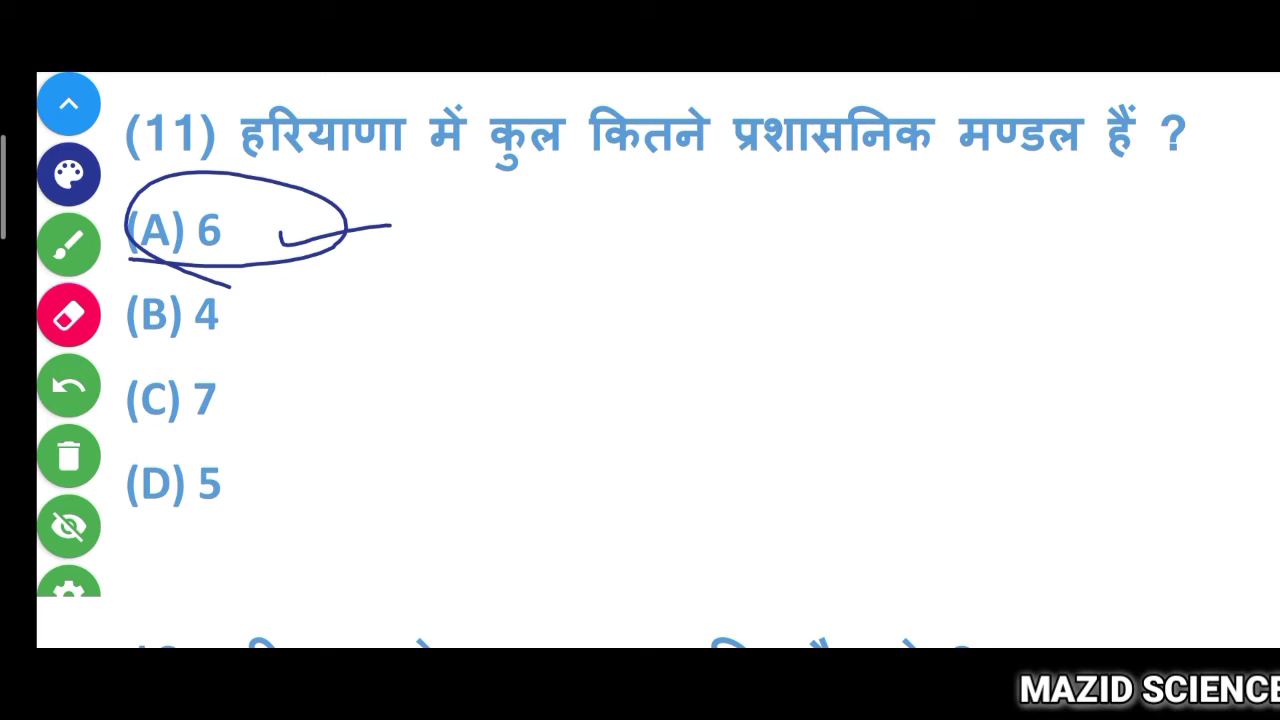 (11) हरियाणा में कुल कितने प्रशासनिक मण्डल हैं ?
(A) 6
(B) 4
(C) 7
(D) 5
MAZID SCIENCE